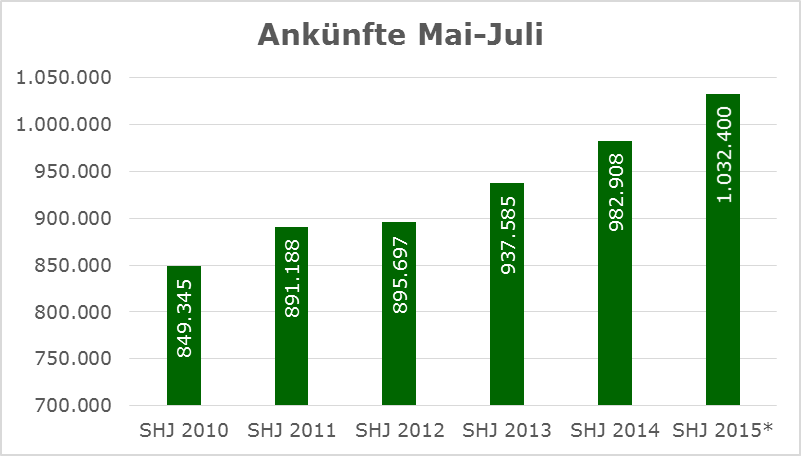 Ankünfte Mai-Juli
1.050.000
1.000.000
950.000
900.000
850.000
800.000
750.000
700.000
849.345
891.188
895.697
937.585
982.908
1.032.400
SHJ 2010
SHJ 2011
SHJ 2012
SHJ 2013
SHJ 2014
SHJ 2015*